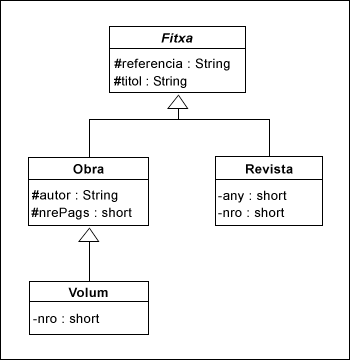 Fitxa
#referencia : String
#titol : String
Obra
#autor : String
#nrePags : short
Revista
-any : short
-nro : short
Volum
-nro : short